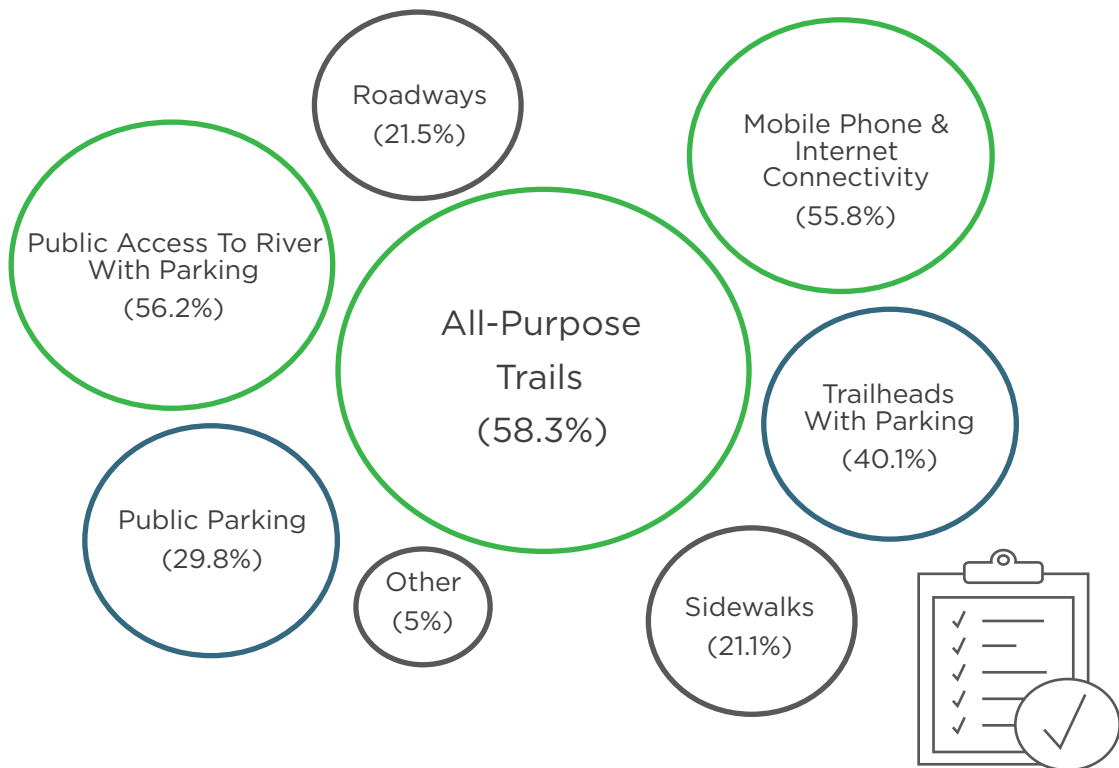 Roadways
(21.5%)
Mobile Phone &
Internet
Connectivity
(55.8%)
Public Access To River
With Parking
(56.2%)
All-Purpose
Trails
(58.3%)
Trailheads
With Parking
(40.1%)
Public Parking
(29.8%)
Other
(5%)
Sidewalks
(21.1%)